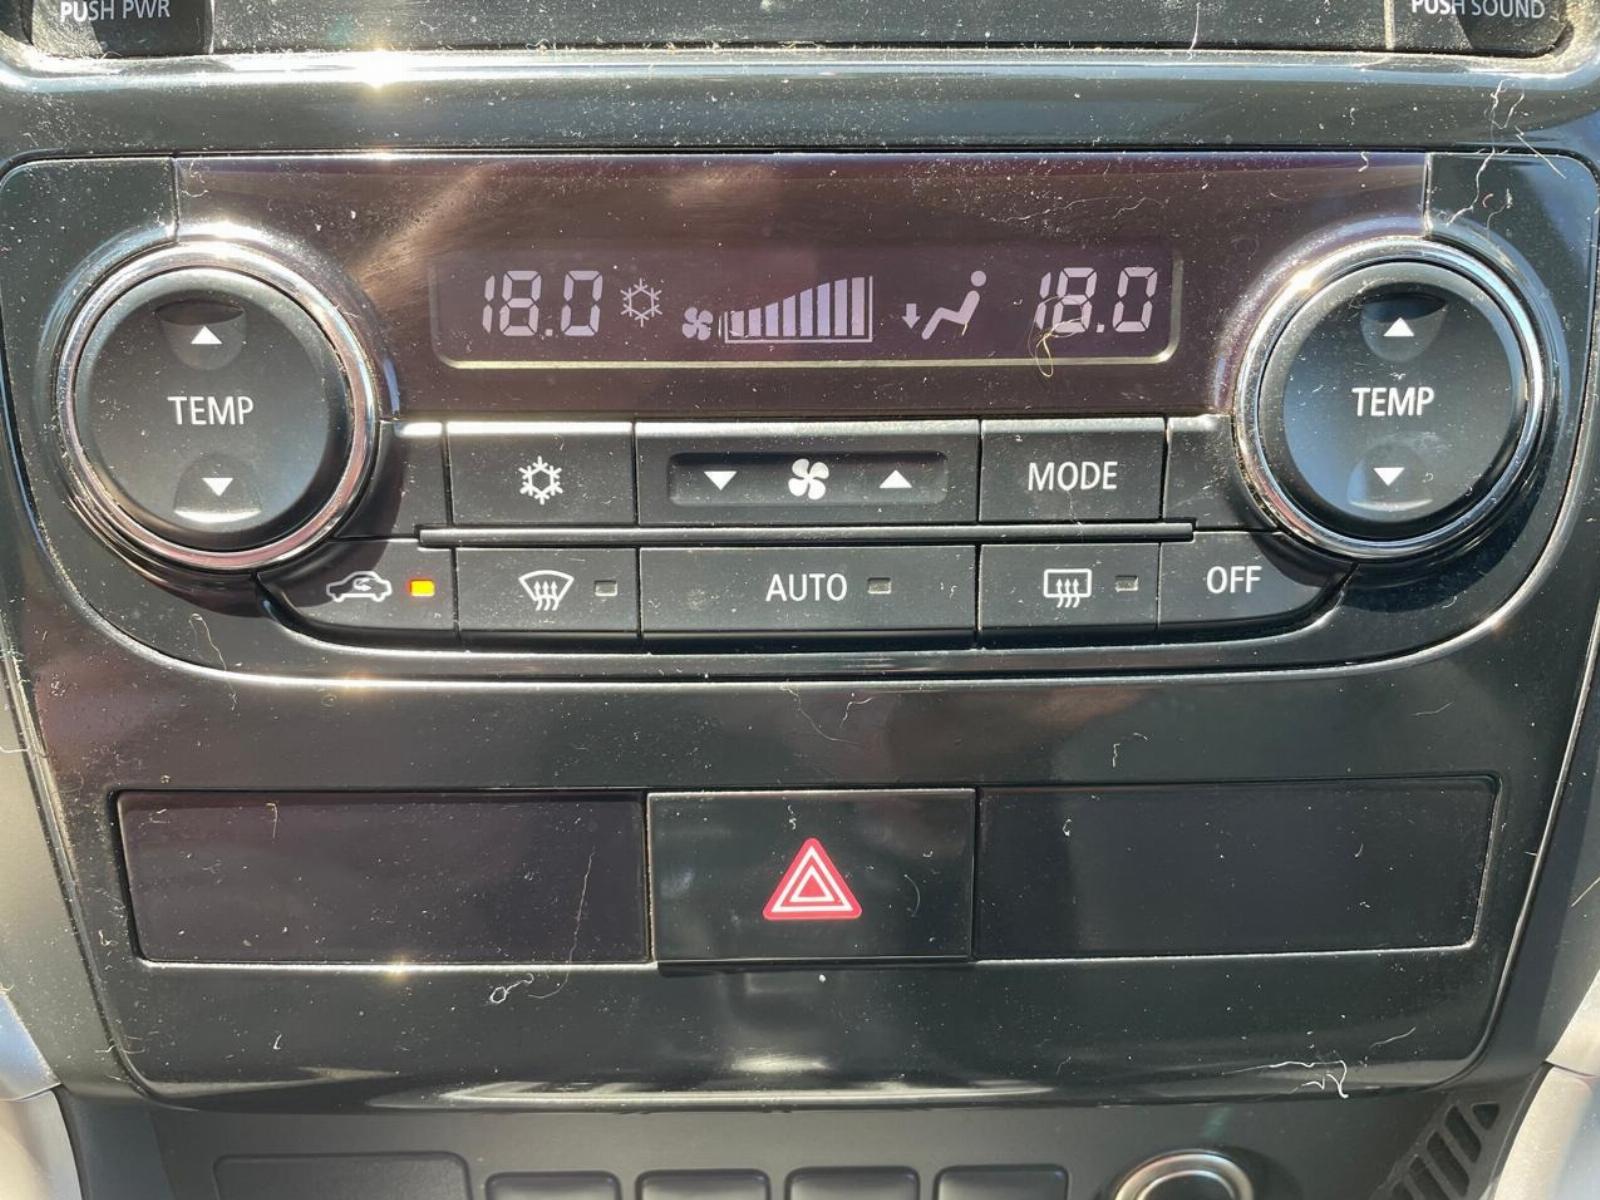 PUSH PWR
PUSH SOUND
18.0
18.0
TEMP
TEMP
MODE
AUTO
OFF